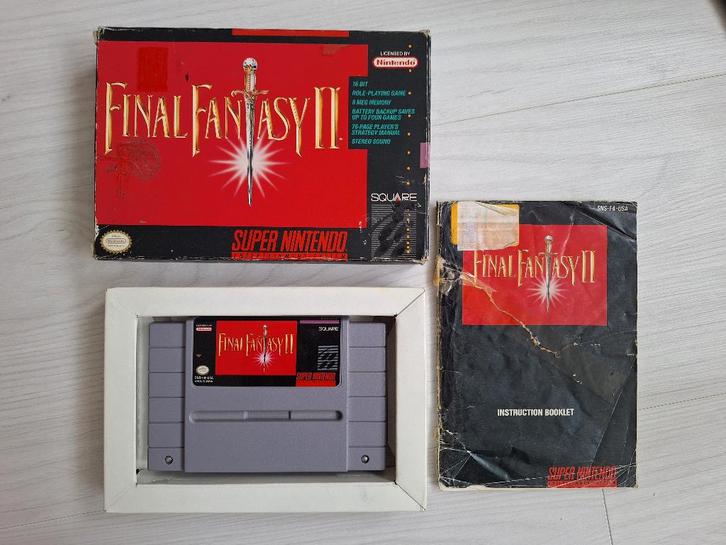 FINAL FANTASY II
LICENSED BY
Nintendo
16 BIT
ROLE-PLAYING GAME
8 MEG MEMORY
BATTERY BACKUP SAVES
UP TO FOUR GAMES
76-PAGE PLAYER'S
STRATEGY MANUAL
STEREO SOUND
SQUARE
SUPER NINTENDO
SNS-F4-USA
FINAL FANTASY II
INSTRUCTION BOOKLET
SUPER NINTENDO
FINAL FANTASY II
SQUARE
SUPER NINTENDO